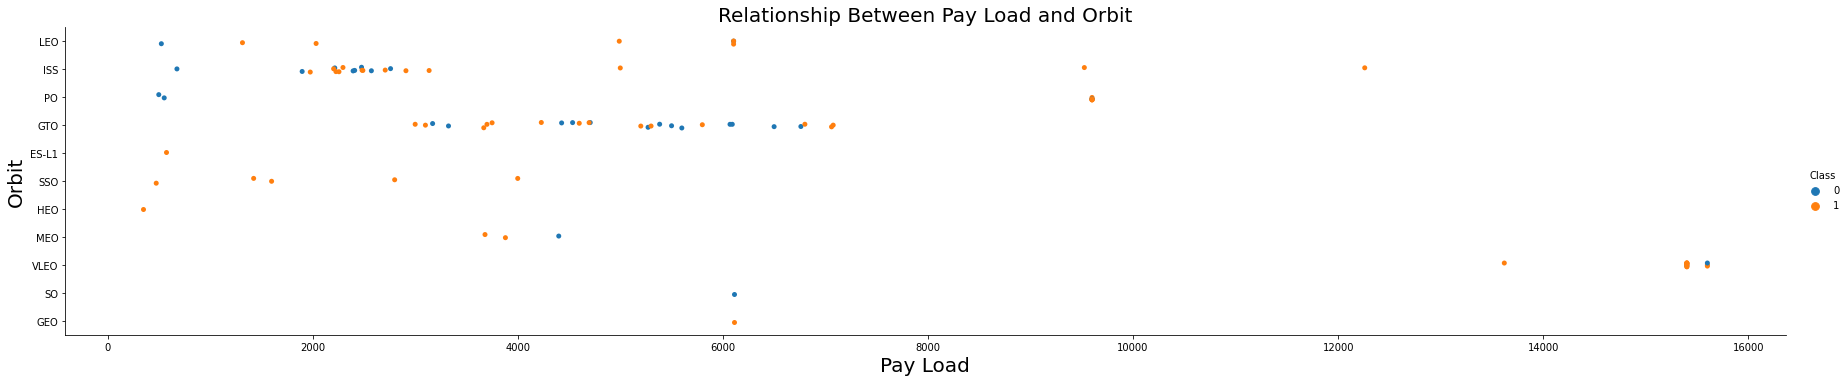 Relationship Between Pay Load and Orbit
Orbit
LEO
ISS
PO
GTO
ES-L1
SSO
HEO
MEO
VLEO
SO
GEO
0 2000 4000 6000 8000 10000 12000 14000 16000
Pay Load
Class
0
1